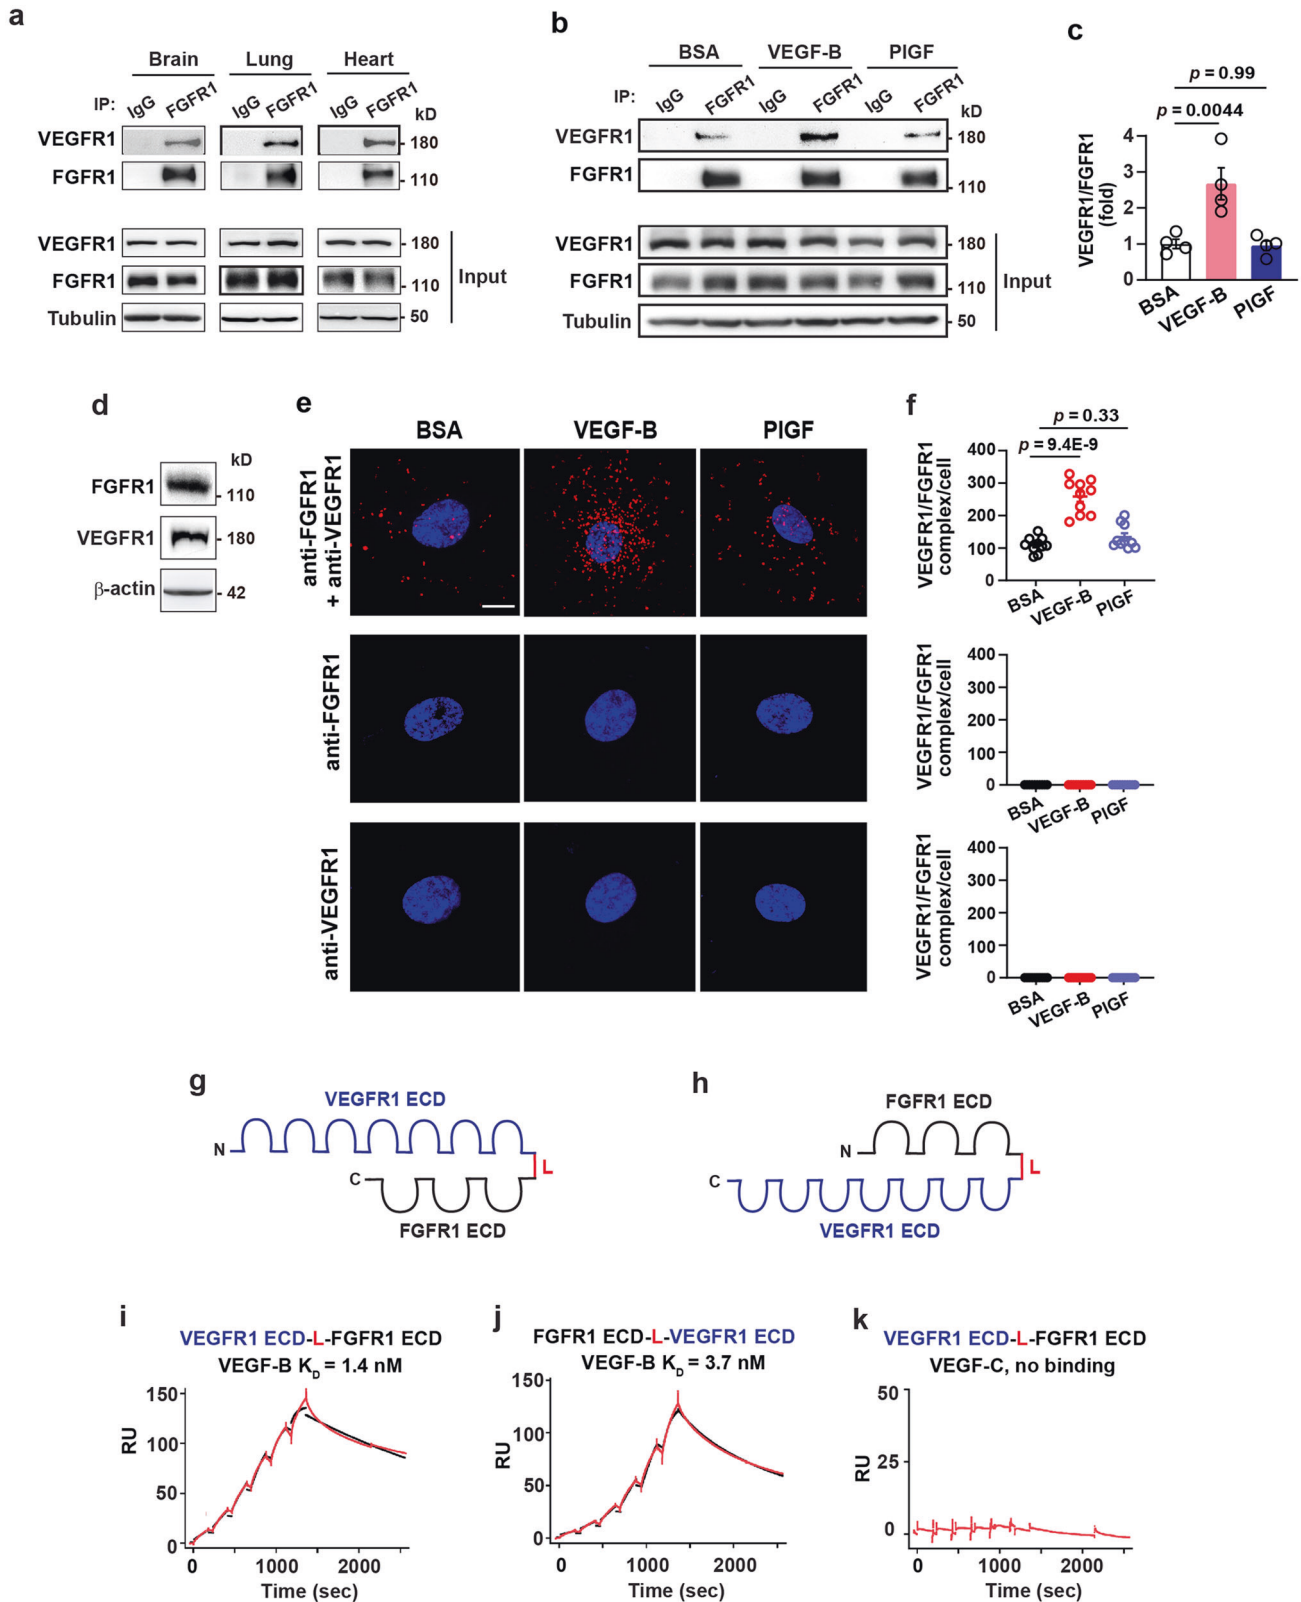 a
Brain Lung Heart
IP: IgG FGFR1 IgG FGFR1 IgG FGFR1 kD
VEGFR1 180
FGFR1 110
VEGFR1 180
FGFR1 110
Tubulin 50
Input
b
BSA VEGF-B PlGF
IP: IgG FGFR1 IgG FGFR1 IgG FGFR1 kD
VEGFR1 180
FGFR1 110
VEGFR1 180
FGFR1 110
Tubulin 50
Input
c
p = 0.99
p = 0.0044
VEGFR1/FGFR1
(fold)
4
3
2
1
0
BSA VEGF-B PlGF
d
kD
FGFR1 110
VEGFR1 180
β-actin 42
e
BSA VEGF-B PlGF
anti-FGFR1
+ anti-VEGFR1
anti-FGFR1
anti-VEGFR1
f
p = 0.33
p = 9.4E-9
VEGFR1/FGFR1
complex/cell
400
300
200
100
0
BSA VEGF-B PlGF
VEGFR1/FGFR1
complex/cell
400
300
200
100
0
BSA VEGF-B PlGF
VEGFR1/FGFR1
complex/cell
400
300
200
100
0
BSA VEGF-B PlGF
g
VEGFR1 ECD
N
L
C
FGFR1 ECD
h
FGFR1 ECD
N
L
C
VEGFR1 ECD
i
VEGFR1 ECD-L-FGFR1 ECD
VEGF-B KD = 1.4 nM
RU
150
100
50
0
0 1000 2000
Time (sec)
j
FGFR1 ECD-L-VEGFR1 ECD
VEGF-B KD = 3.7 nM
RU
150
100
50
0
0 1000 2000
Time (sec)
k
VEGFR1 ECD-L-FGFR1 ECD
VEGF-C, no binding
RU
50
25
0
0 1000 2000
Time (sec)